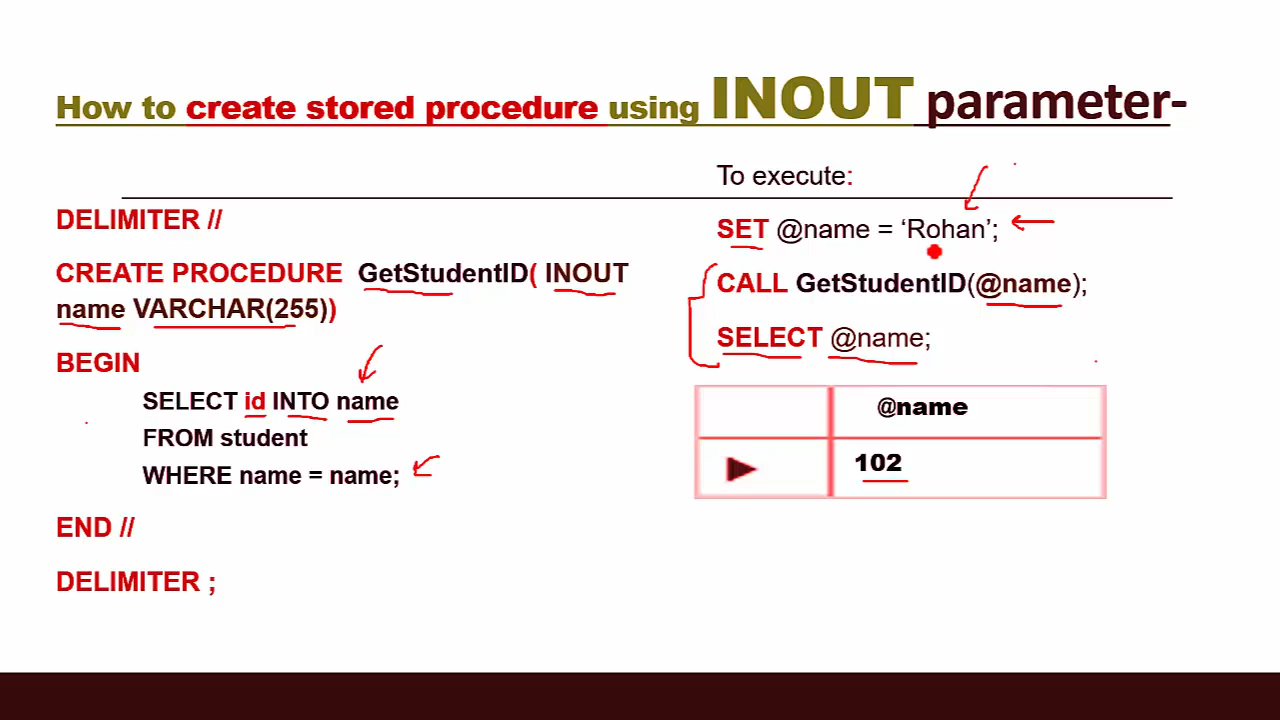 How to create stored procedure using INOUT parameter-
DELIMITER //
CREATE PROCEDURE GetStudentID( INOUT
name VARCHAR(255))
BEGIN
SELECT id INTO name
FROM student
WHERE name = name;
END //
DELIMITER ;
To execute:
SET @name = ‘Rohan’;
CALL GetStudentID(@name);
SELECT @name;
@name
102